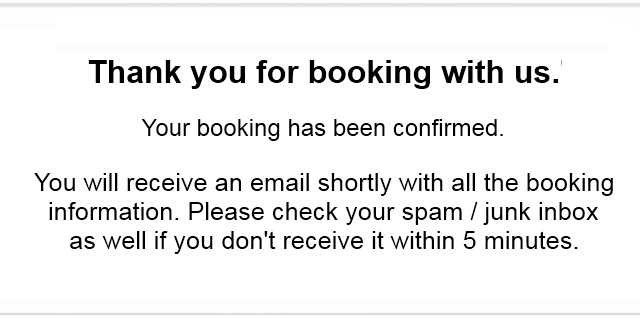 Thank you for booking with us.
Your booking has been confirmed.
You will receive an email shortly with all the booking
information. Please check your spam / junk inbox
as well if you don't receive it within 5 minutes.